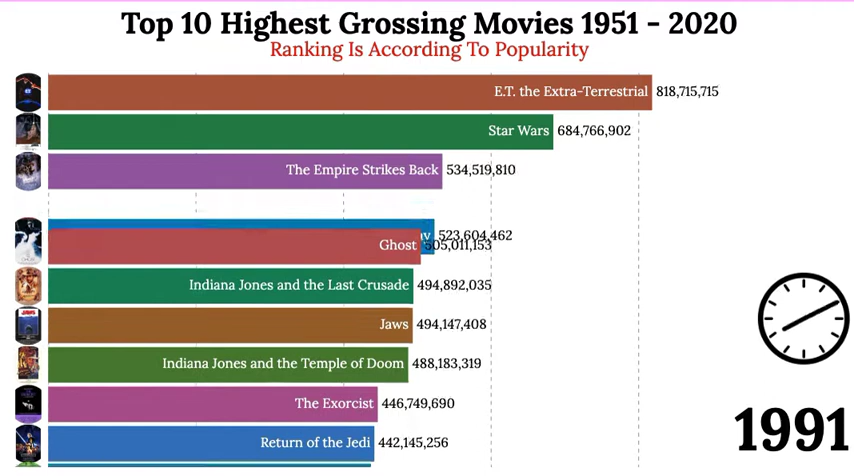 Top 10 Highest Grossing Movies 1951 - 2020
Ranking Is According To Popularity
E.T. the Extra-Terrestrial 818,715,715
Star Wars 684,766,902
The Empire Strikes Back 534,519,810
523,604,462
Ghost 505,011,153
Indiana Jones and the Last Crusade 494,892,035
Jaws 494,147,408
Indiana Jones and the Temple of Doom 488,183,319
The Exorcist 446,749,690
Return of the Jedi 442,145,256
1991